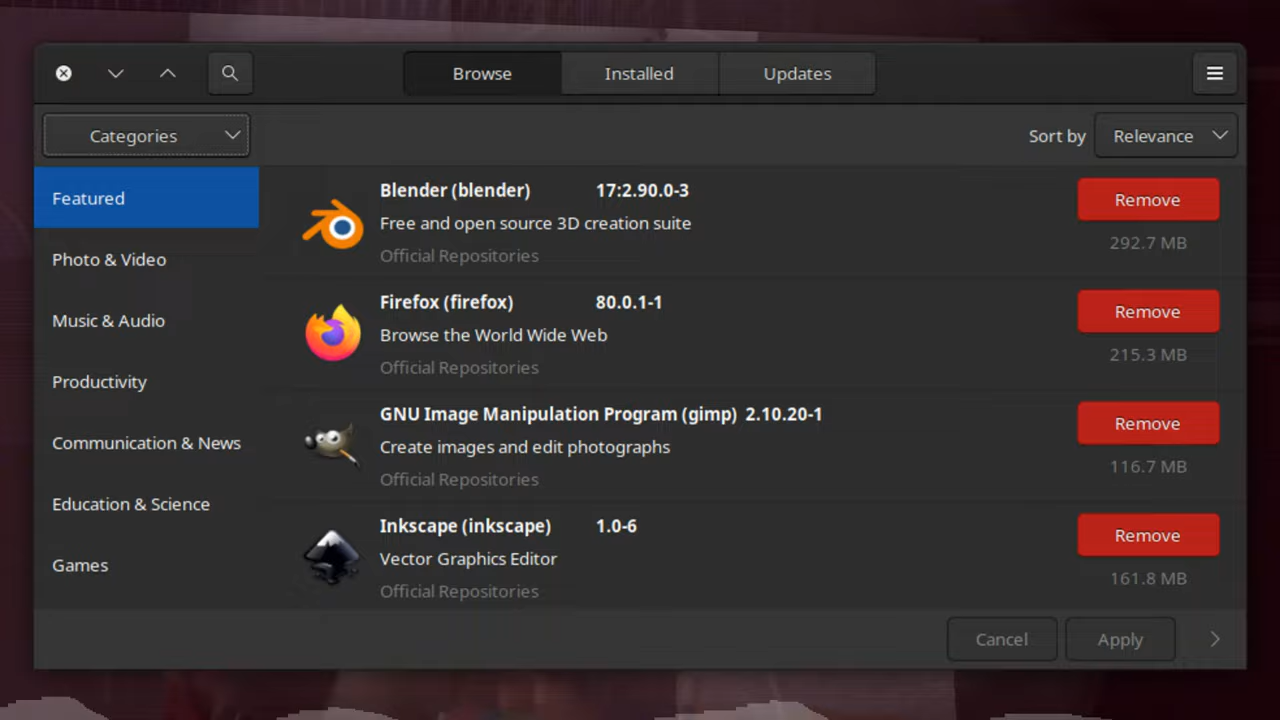 Browse Installed Updates
Categories Sort by Relevance
Featured
Photo & Video
Music & Audio
Productivity
Communication & News
Education & Science
Games
Blender (blender) 17:2.90.0-3
Free and open source 3D creation suite
Official Repositories
Remove
292.7 MB
Firefox (firefox) 80.0.1-1
Browse the World Wide Web
Official Repositories
Remove
215.3 MB
GNU Image Manipulation Program (gimp) 2.10.20-1
Create images and edit photographs
Official Repositories
Remove
116.7 MB
Inkscape (inkscape) 1.0-6
Vector Graphics Editor
Official Repositories
Remove
161.8 MB
Cancel Apply